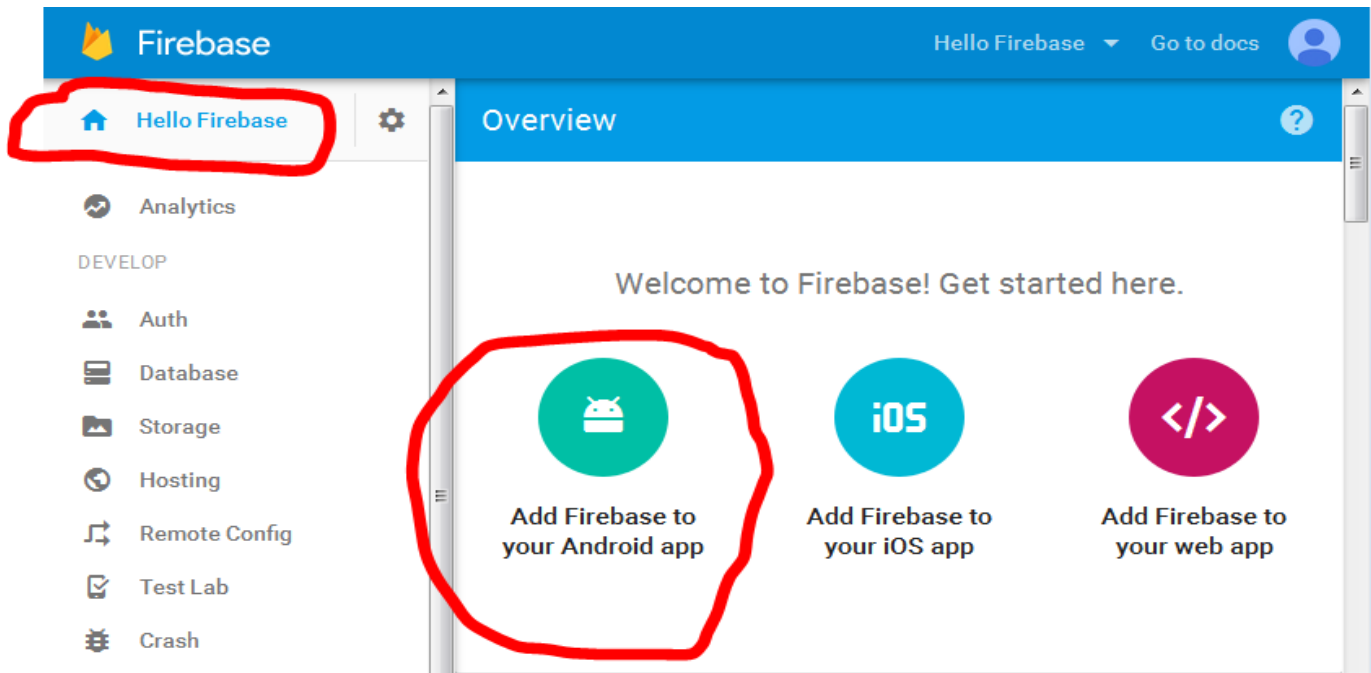 Firebase
Hello Firebase
Go to docs
Hello Firebase
Overview
?
Analytics
DEVELOP
Auth
Database
Storage
Hosting
Remote Config
Test Lab
Crash
Welcome to Firebase! Get started here.
iOS
</>
Add Firebase to
your Android app
Add Firebase to
your iOS app
Add Firebase to
your web app